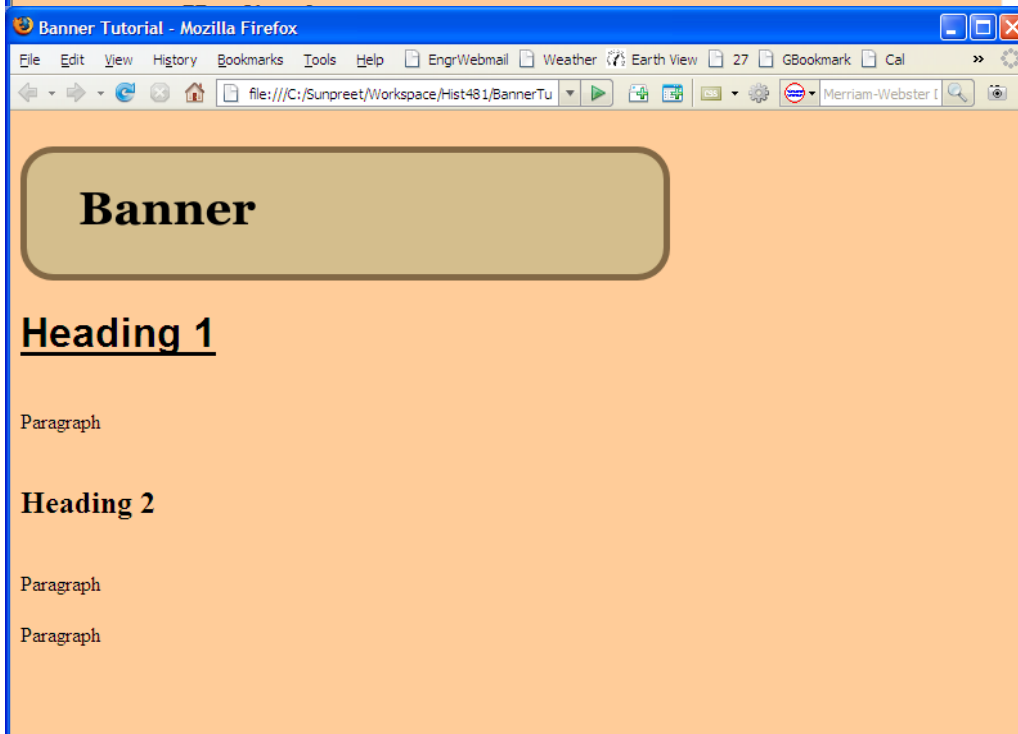 Banner Tutorial - Mozilla Firefox
File Edit View History Bookmarks Tools Help EngrWebmail Weather Earth View 27 GBookmark Cal »
file:///C:/Sunpreet/Workspace/Hist481/BannerTu CSS Merriam-Webster
Banner
Heading 1
Paragraph
Heading 2
Paragraph
Paragraph